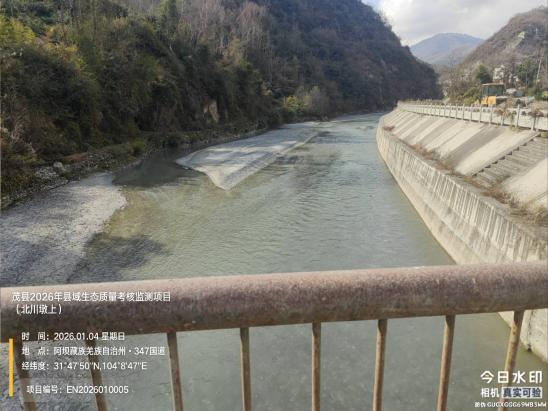 茂县2026年县域生态质量考核监测项目
（北川墩上）
时 间：2026.01.04 星期日
地 点：阿坝藏族羌族自治州·347国道
经纬度：31°47'50"N,104°8'47"E
项目编号：EN2026010005
今日水印
相机 真实可验
防伪 GUCXGDG69WB3MM